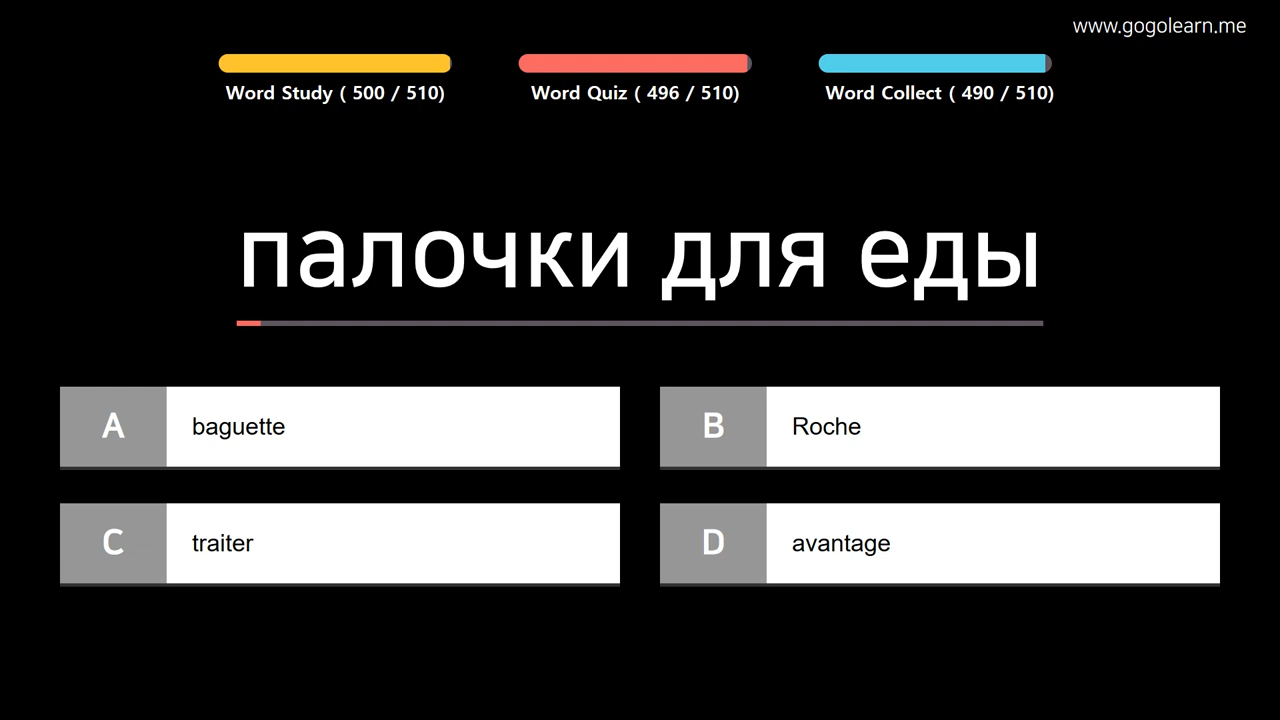 www.gogolearn.me
Word Study ( 500 / 510)
Word Quiz ( 496 / 510)
Word Collect ( 490 / 510)
палочки для еды
A
baguette
B
Roche
C
traiter
D
avantage